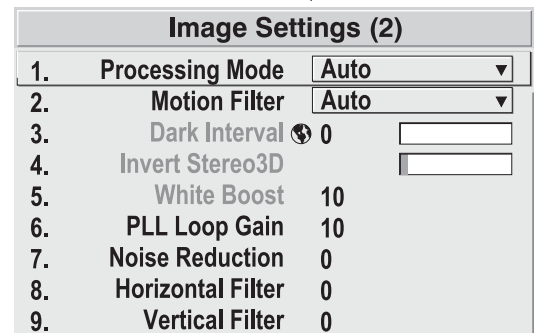 Image Settings (2)
1. Processing Mode Auto
2. Motion Filter Auto
3. Dark Interval 0
4. Invert Stereo3D
5. White Boost 10
6. PLL Loop Gain 10
7. Noise Reduction 0
8. Horizontal Filter 0
9. Vertical Filter 0